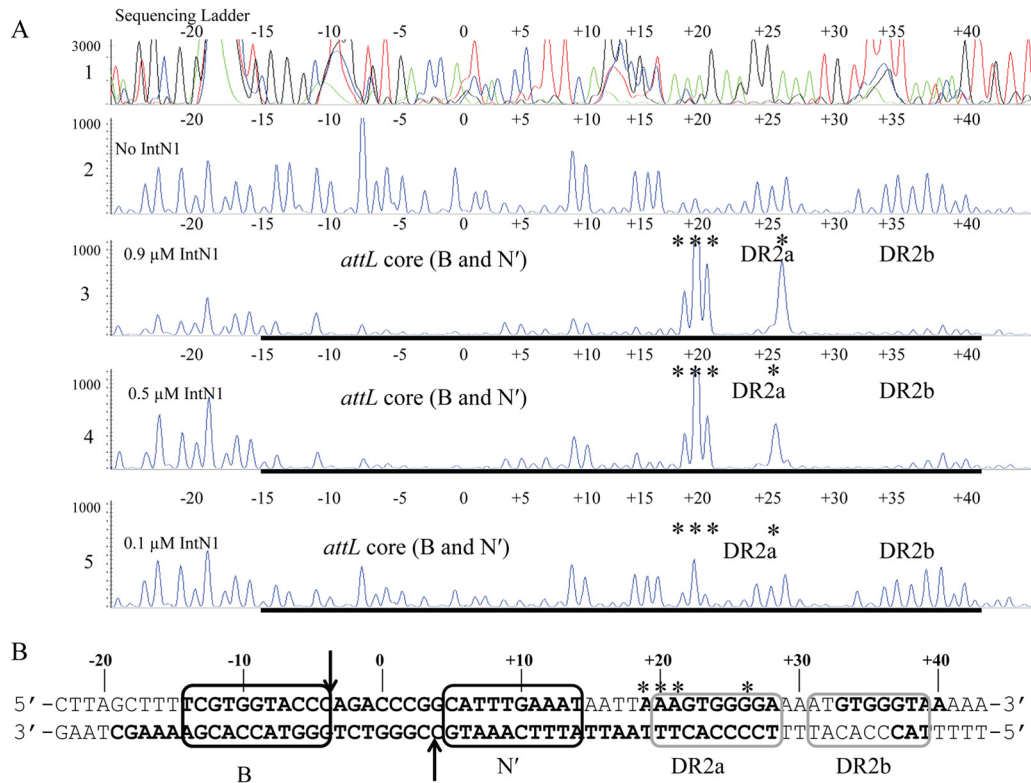 A
Sequencing Ladder
-20 -15 -10 -5 0 +5 +10 +15 +20 +25 +30 +35 +40
3000
1
-20 -15 -10 -5 0 +5 +10 +15 +20 +25 +30 +35 +40
1000
No IntN1
2
-20 -15 -10 -5 0 +5 +10 +15 +20 +25 +30 +35 +40
1000
0.9 µM IntN1
attL core (B and N′)
* * * *
DR2a
DR2b
3
-20 -15 -10 -5 0 +5 +10 +15 +20 +25 +30 +35 +40
1000
0.5 µM IntN1
attL core (B and N′)
* * * *
DR2a
DR2b
4
-20 -15 -10 -5 0 +5 +10 +15 +20 +25 +30 +35 +40
1000
0.1 µM IntN1
attL core (B and N′)
* * * *
DR2a
DR2b
5
B
-20 -10 0 +10 +20 +30 +40
* * * *
5′-CTTAGCTTTTCGTGGTACCCAGACCCGGCATTTGAAATAATTAAAGTGGGGAAAATGTGGGTAAAAA-3′
3′-GAATCGAAAAGCACCATGGGTCTGGGCCGTAAACTTTATTAATTTCACCCCTTTTACACCCATTTTT-5′
B N′ DR2a DR2b